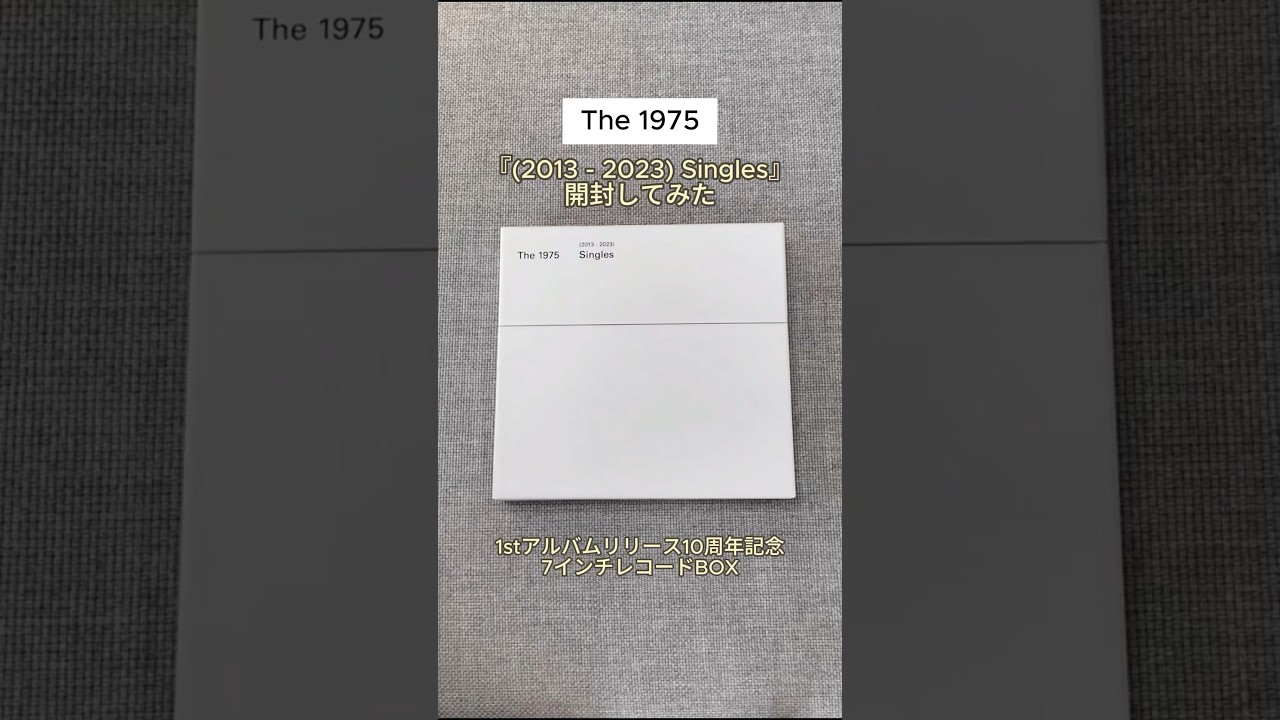 The 1975
The 1975
『(2013 - 2023) Singles』
開封してみた
(2013 - 2023)
The 1975 Singles
1stアルバムリリース10周年記念
7インチレコードBOX